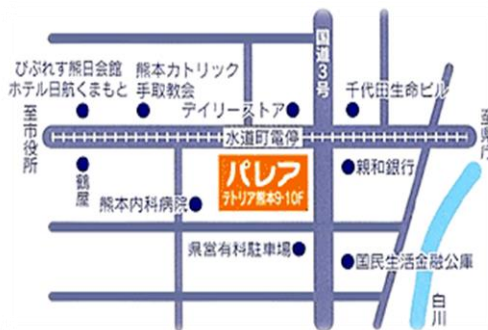 国道3号
びぷれす熊日会館
ホテル日航くまもと
熊本カトリック
手取教会
デイリーストア
千代田生命ビル
至市役所
水道町電停
至県庁
鶴屋
パレア
テトリア熊本9・10F
親和銀行
熊本内科病院
県営有料駐車場
国民生活金融公庫
白川